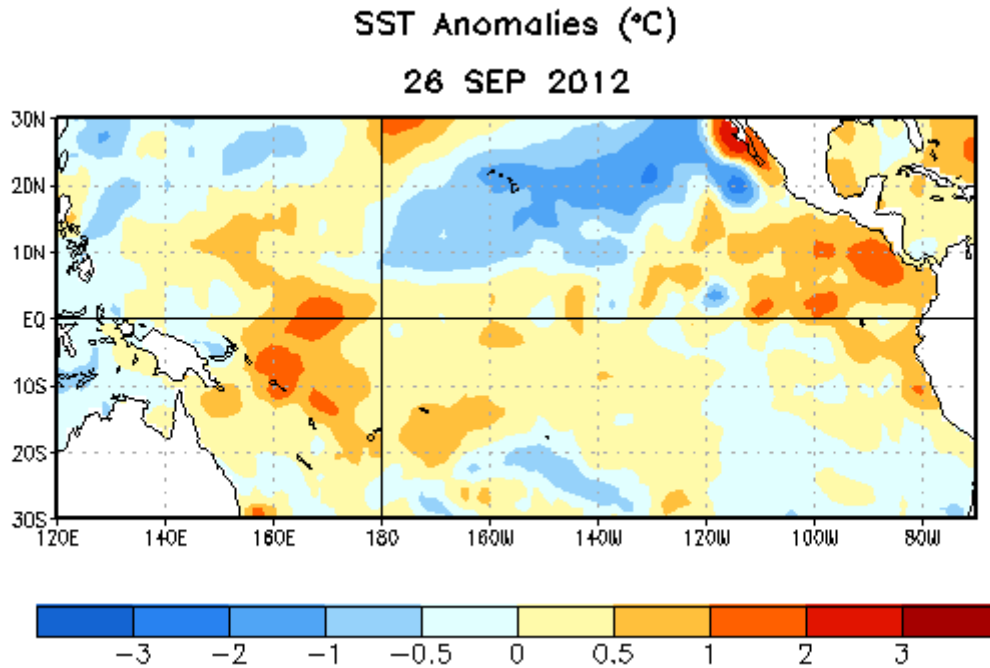 SST Anomalies (°C)
26 SEP 2012
30N
20N
10N
EQ
10S
20S
30S
120E 140E 160E 180 160W 140W 120W 100W 80W
-3 -2 -1 -0.5 0 0.5 1 2 3